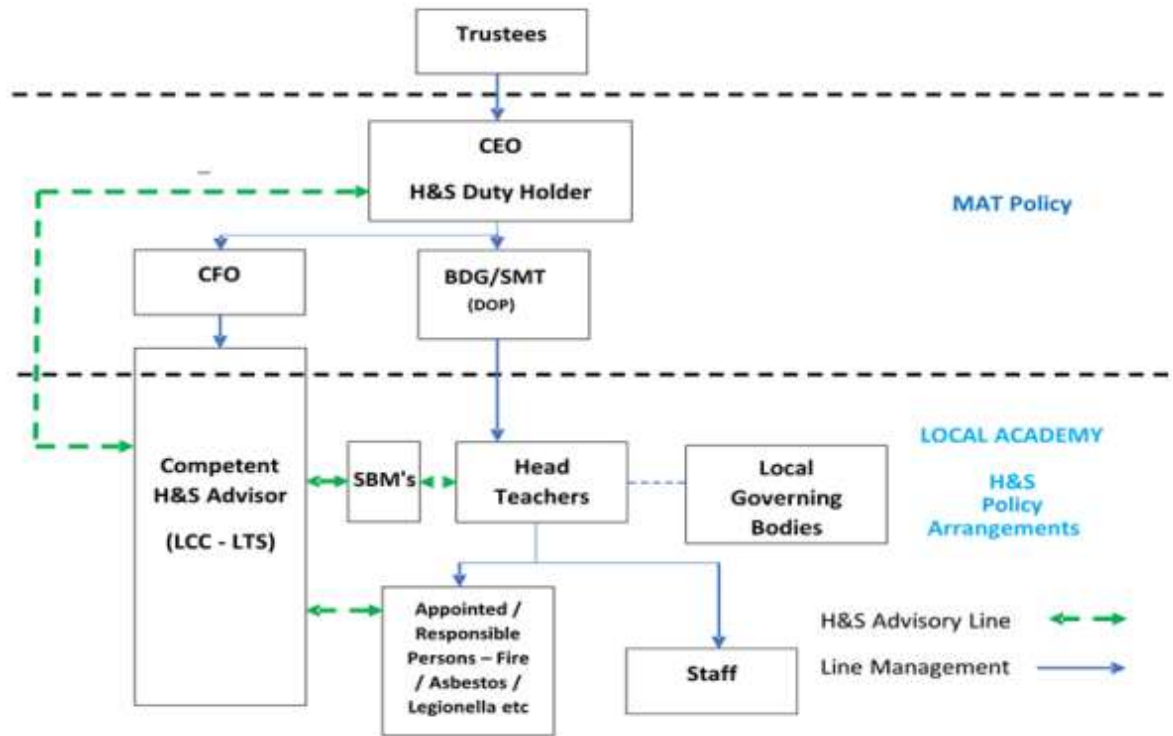 Trustees
CEO
H&S Duty Holder
MAT Policy
CFO
BDG/SMT
(DOP)
Competent
H&S Advisor
(LCC - LTS)
SBM's
Head
Teachers
Local
Governing
Bodies
LOCAL ACADEMY
H&S
Policy
Arrangements
Appointed /
Responsible
Persons – Fire
/ Asbestos /
Legionella etc
Staff
H&S Advisory Line
Line Management